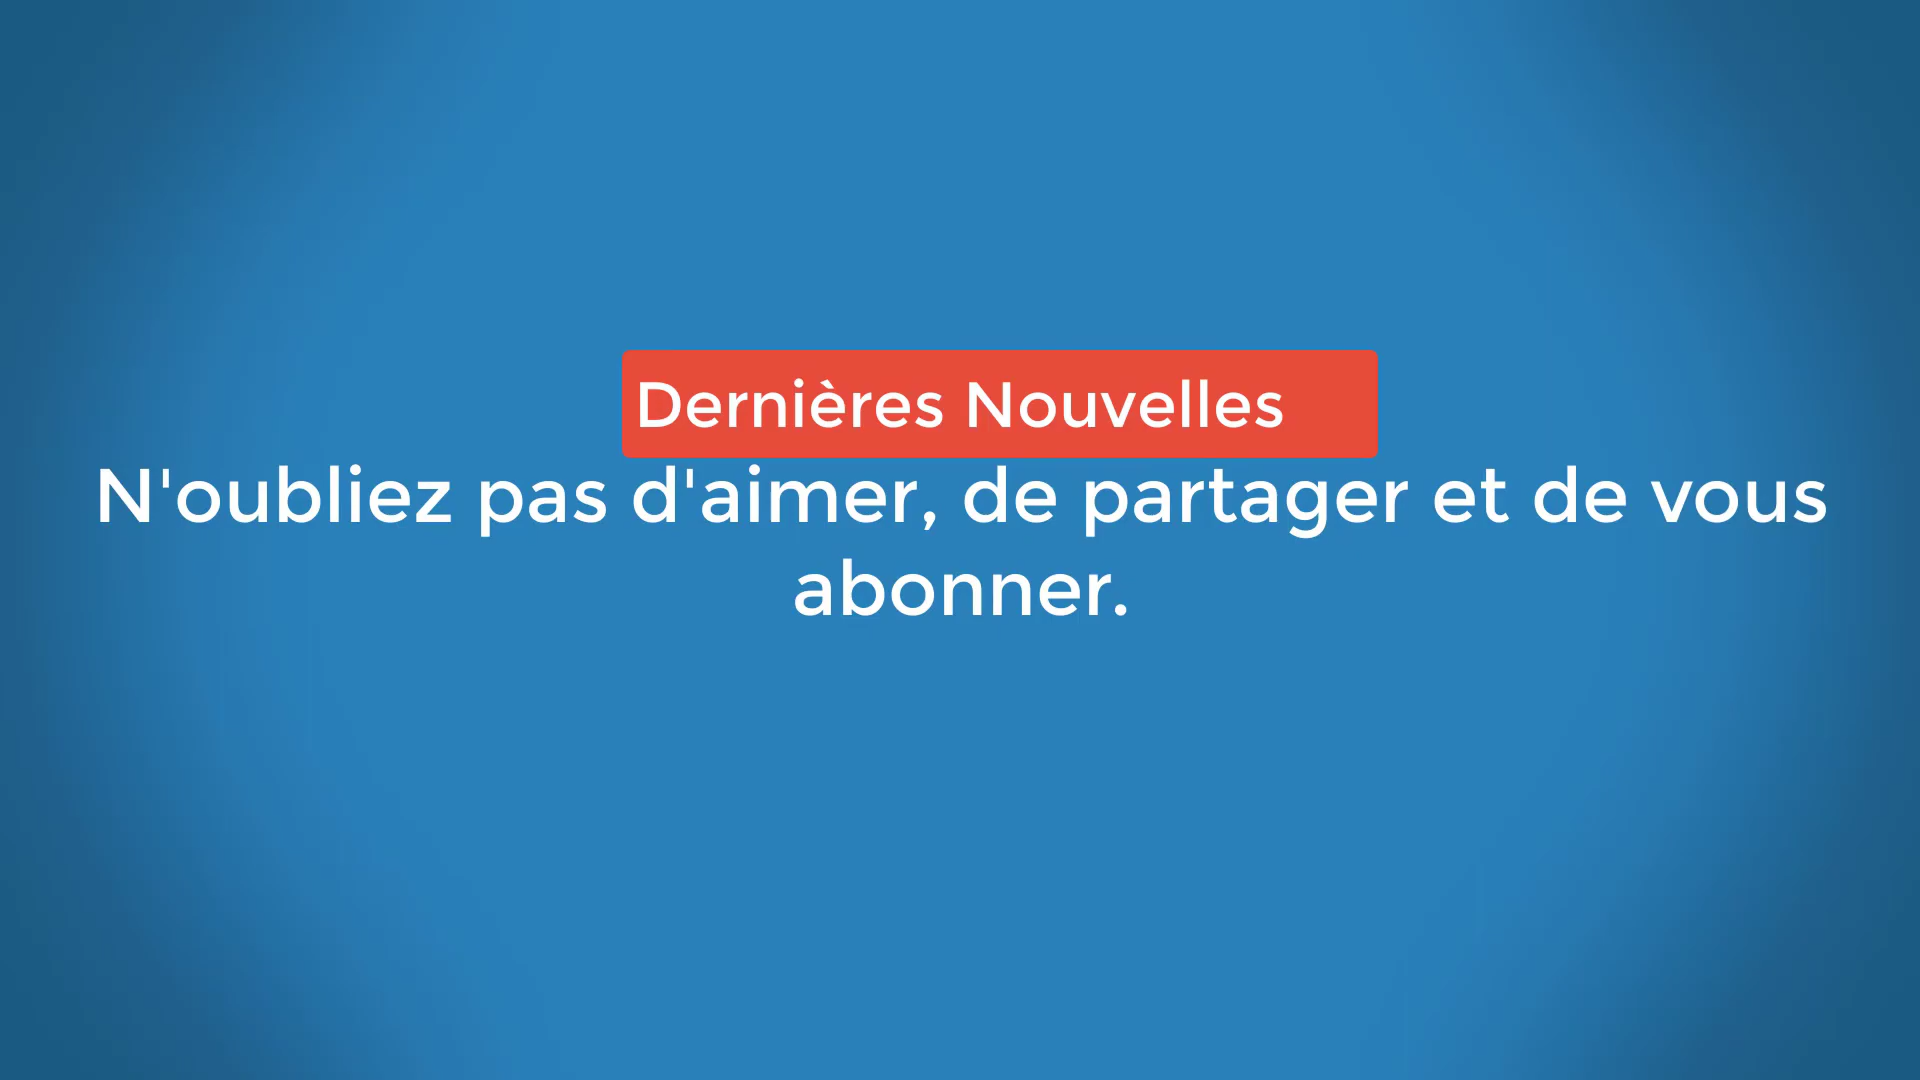 Dernières Nouvelles
N'oubliez pas d'aimer, de partager et de vous
abonner.